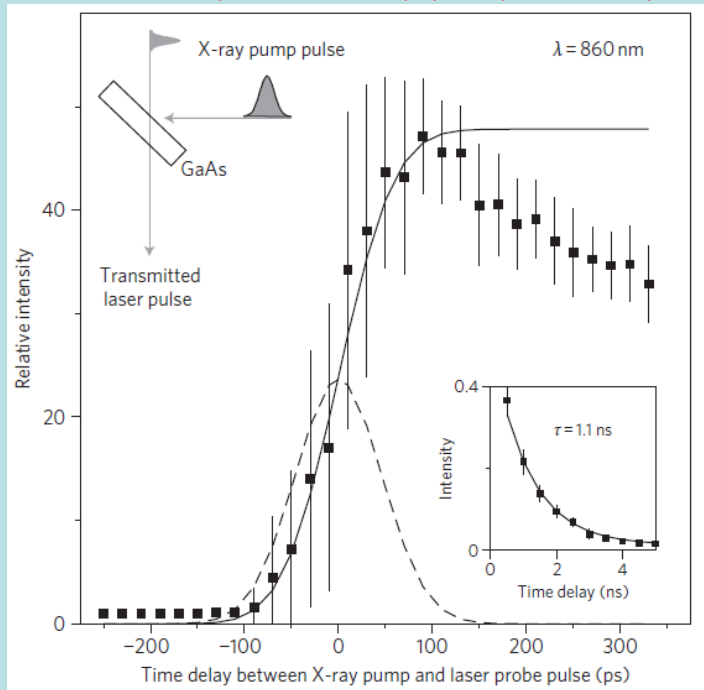 X-ray pump pulse
λ = 860 nm
GaAs
Transmitted
laser pulse
Relative intensity
40
20
0
−200
−100
0
100
200
300
Time delay between X-ray pump and laser probe pulse (ps)
0.4
τ = 1.1 ns
Intensity
0
0
2
4
Time delay (ns)